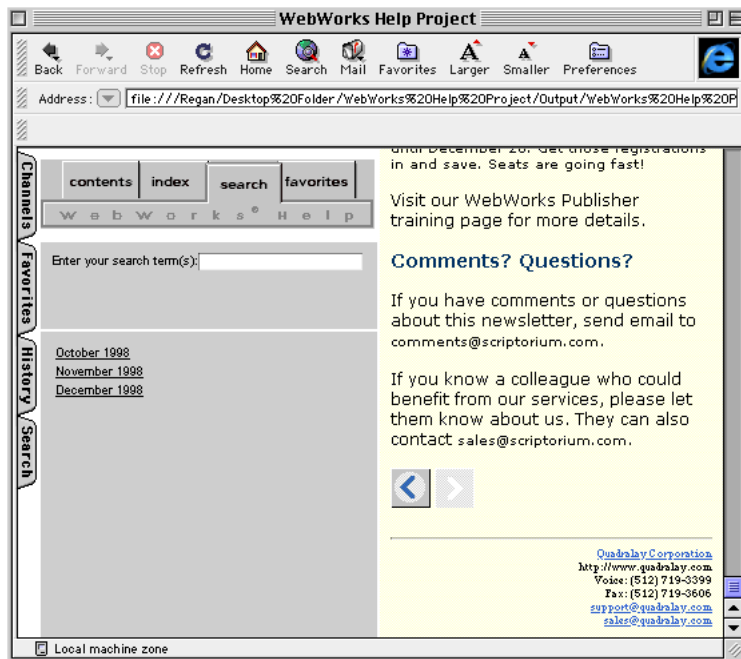 WebWorks Help Project
Back Forward Stop Refresh Home Search Mail Favorites Larger Smaller Preferences
Address: file:///Regan/Desktop%20Folder/WebWorks%20Help%20Project/Output/WebWorks%20Help%20P
Channels
Favorites
History
Search
contents index search favorites
WebWorks® Help
Enter your search term(s):
October 1998
November 1998
December 1998
until December 20. Get those registrations
in and save. Seats are going fast!
Visit our WebWorks Publisher
training page for more details.
Comments? Questions?
If you have comments or questions
about this newsletter, send email to
comments@scriptorium.com.
If you know a colleague who could
benefit from our services, please let
them know about us. They can also
contact sales@scriptorium.com.
Quadralay Corporation
http://www.quadralay.com
Voice: (512) 719-3399
Fax: (512) 719-3606
support@quadralay.com
sales@quadralay.com
Local machine zone